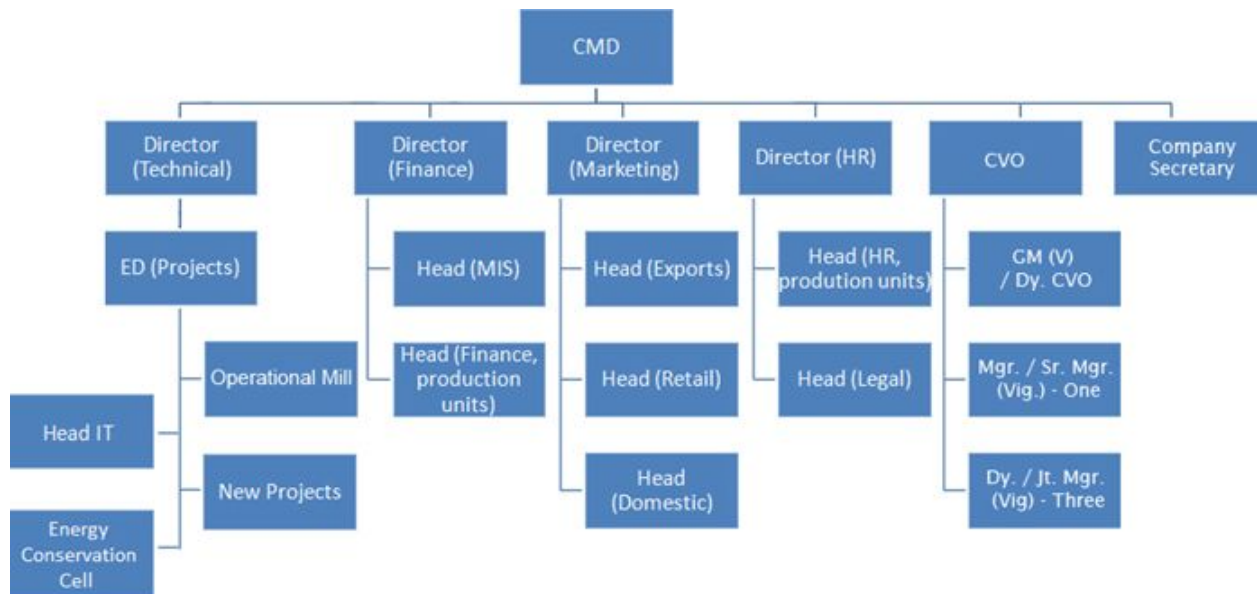 CMD
Director
(Technical)
Director
(Finance)
Director
(Marketing)
Director (HR)
CVO
Company
Secretary
ED (Projects)
Head (MIS)
Head (Exports)
Head (HR,
prodution units)
GM (V)
/ Dy. CVO
Operational Mill
Head (Finance,
production
units)
Head (Retail)
Head (Legal)
Mgr. / Sr. Mgr.
(Vig.) - One
Head IT
New Projects
Head
(Domestic)
Dy. / Jt. Mgr.
(Vig) - Three
Energy
Conservation
Cell